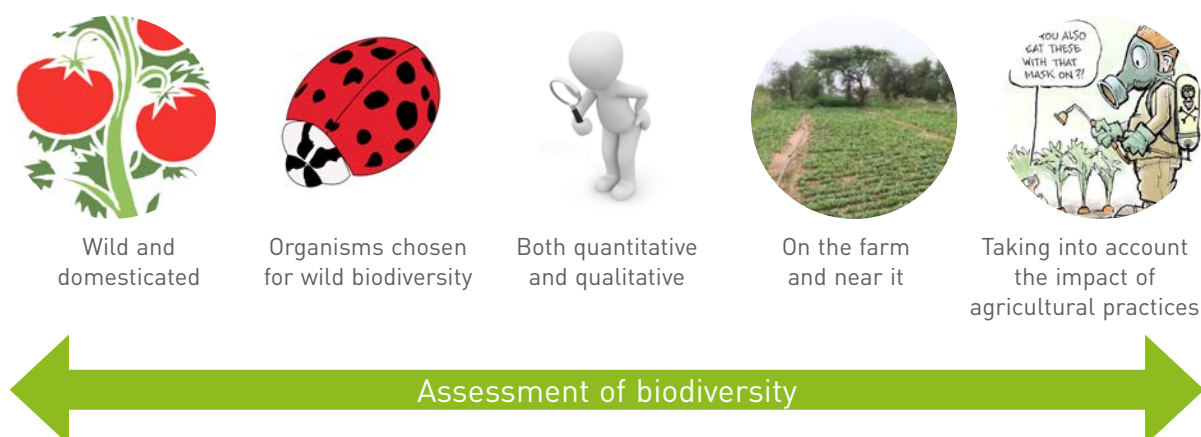 YOU ALSO
EAT THESE
WITH THAT
MASK ON?!
Wild and
domesticated
Organisms chosen
for wild biodiversity
Both quantitative
and qualitative
On the farm
and near it
Taking into account
the impact of
agricultural practices
Assessment of biodiversity